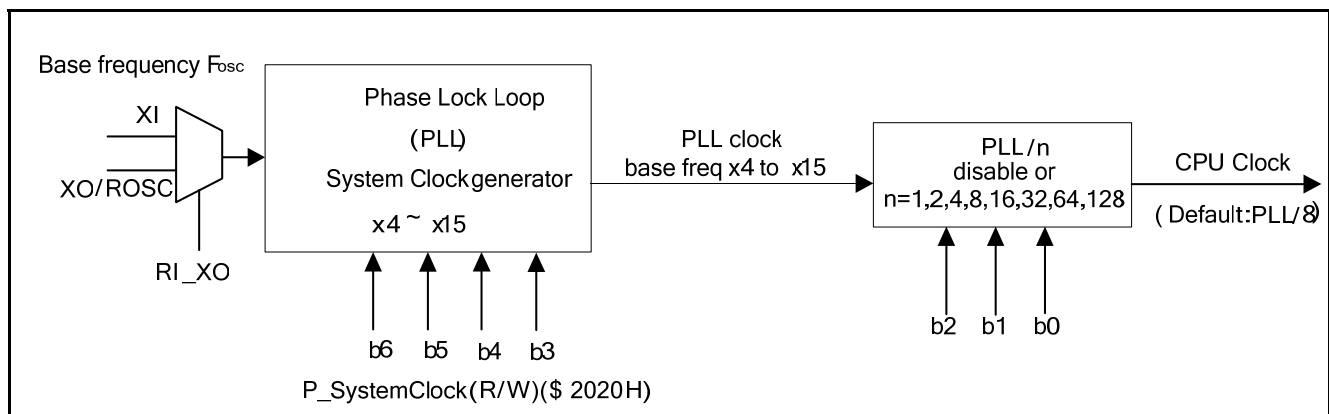 Base frequency Fosc
XI
XO/ROSC
RI_XO
Phase Lock Loop
(PLL)
System Clockgenerator
x4 ~ x15
b6 b5 b4 b3
P_SystemClock(R/W)($ 2020H)
PLL clock
base freq x4 to x15
PLL/n
disable or
n=1,2,4,8,16,32,64,128
b2 b1 b0
CPU Clock
( Default:PLL/8)